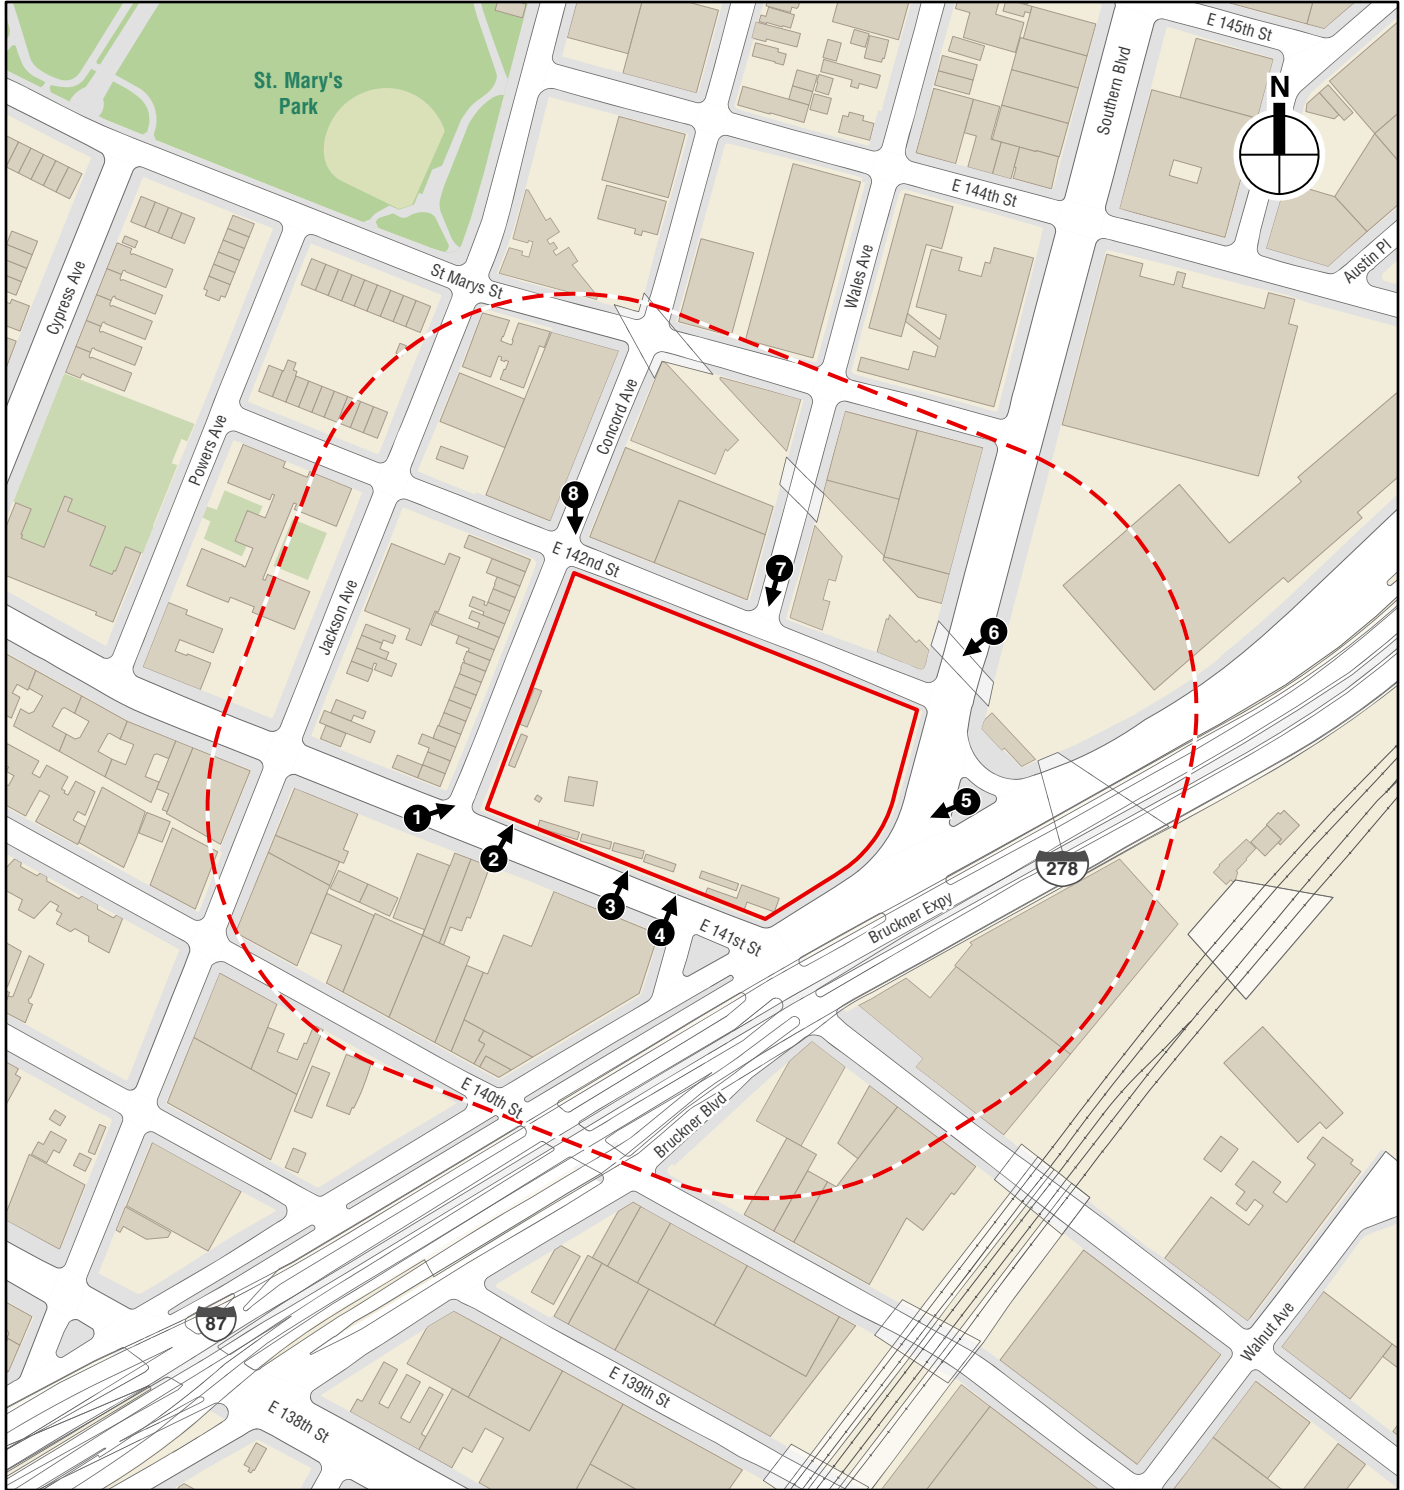 E 145th St
St. Mary's
Park
N
Southern Blvd
E 144th St
Austin Pl
Wales Ave
St Marys St
Cypress Ave
Concord Ave
Powers Ave
8
E 142nd St
7
Jackson Ave
6
5
1
2
278
3
4
Bruckner Expy
E 141st St
E 140th St
Bruckner Blvd
87
Walnut Ave
E 139th St
E 138th St